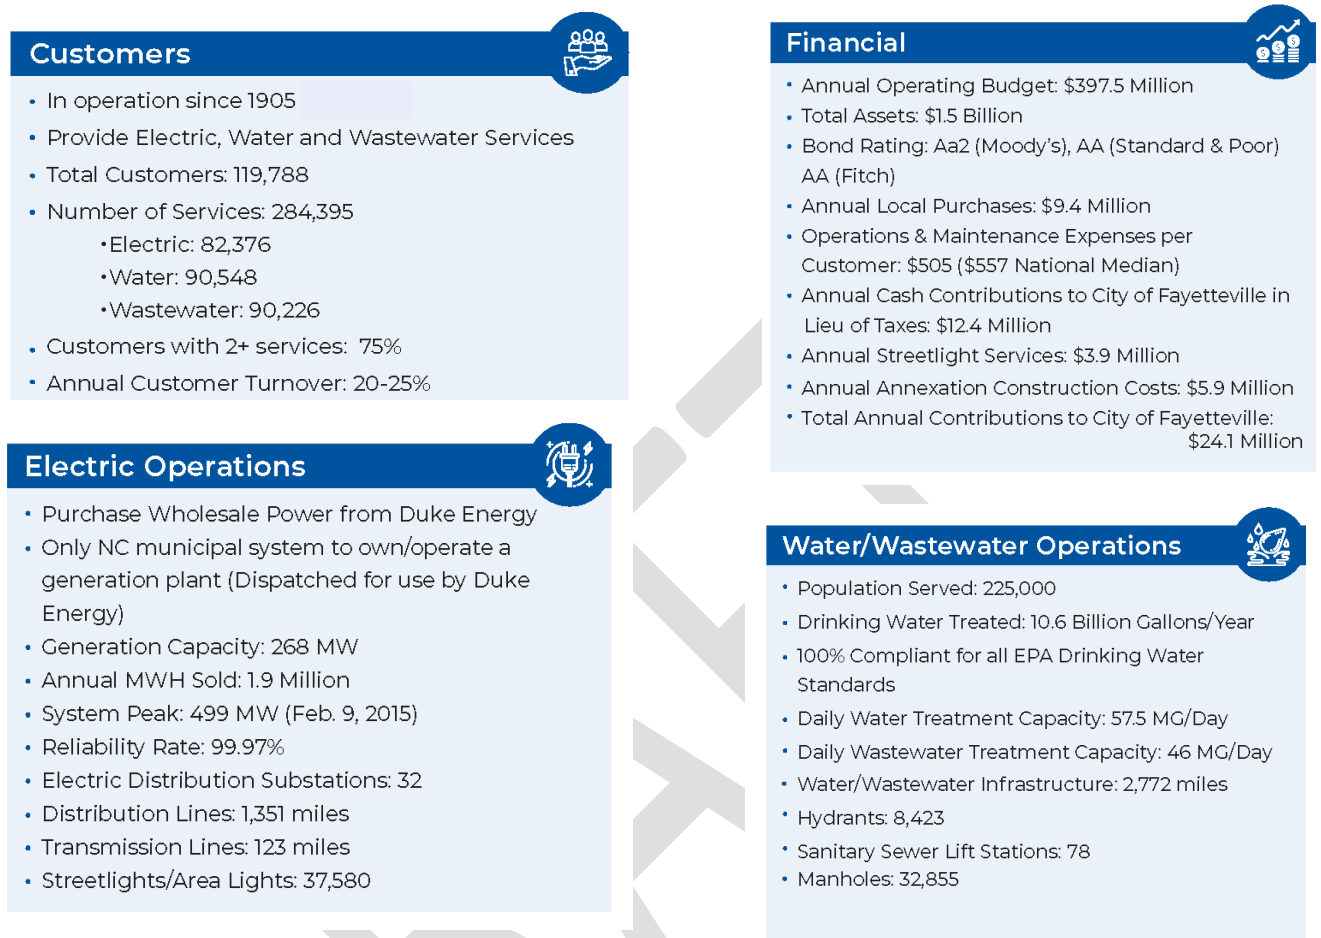 Customers
• In operation since 1905
• Provide Electric, Water and Wastewater Services
• Total Customers: 119,788
• Number of Services: 284,395
•Electric: 82,376
•Water: 90,548
•Wastewater: 90,226
• Customers with 2+ services: 75%
• Annual Customer Turnover: 20-25%
Electric Operations
• Purchase Wholesale Power from Duke Energy
• Only NC municipal system to own/operate a
generation plant (Dispatched for use by Duke
Energy)
• Generation Capacity: 268 MW
• Annual MWH Sold: 1.9 Million
• System Peak: 499 MW (Feb. 9, 2015)
• Reliability Rate: 99.97%
• Electric Distribution Substations: 32
• Distribution Lines: 1,351 miles
• Transmission Lines: 123 miles
• Streetlights/Area Lights: 37,580
Financial
• Annual Operating Budget: $397.5 Million
• Total Assets: $1.5 Billion
• Bond Rating: Aa2 (Moody's), AA (Standard & Poor)
AA (Fitch)
• Annual Local Purchases: $9.4 Million
• Operations & Maintenance Expenses per
Customer: $505 ($557 National Median)
• Annual Cash Contributions to City of Fayetteville in
Lieu of Taxes: $12.4 Million
• Annual Streetlight Services: $3.9 Million
• Annual Annexation Construction Costs: $5.9 Million
• Total Annual Contributions to City of Fayetteville:
$24.1 Million
Water/Wastewater Operations
• Population Served: 225,000
• Drinking Water Treated: 10.6 Billion Gallons/Year
• 100% Compliant for all EPA Drinking Water
Standards
• Daily Water Treatment Capacity: 57.5 MG/Day
• Daily Wastewater Treatment Capacity: 46 MG/Day
• Water/Wastewater Infrastructure: 2,772 miles
• Hydrants: 8,423
• Sanitary Sewer Lift Stations: 78
• Manholes: 32,855